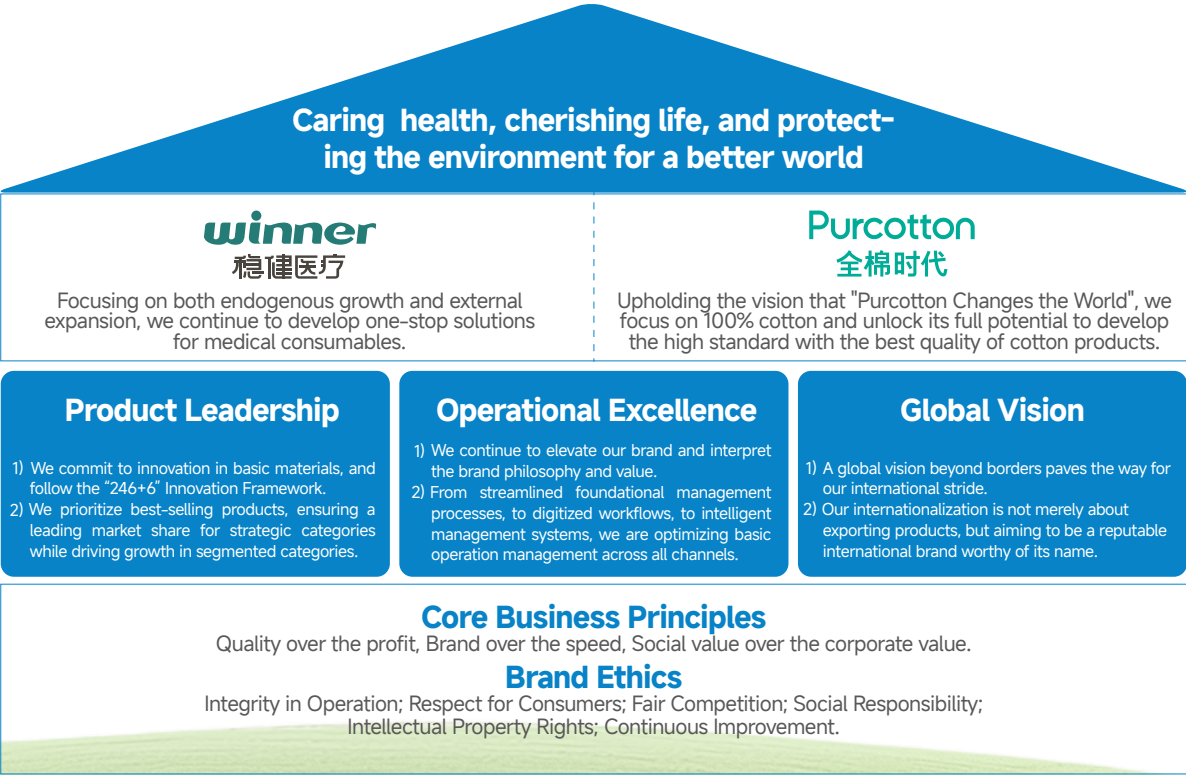 Caring health, cherishing life, and protect-
ing the environment for a better world
winner
稳健医疗
Focusing on both endogenous growth and external
expansion, we continue to develop one-stop solutions
for medical consumables.
Purcotton
全棉时代
Upholding the vision that "Purcotton Changes the World", we
focus on 100% cotton and unlock its full potential to develop
the high standard with the best quality of cotton products.
Product Leadership
1) We commit to innovation in basic materials, and
follow the “246+6” Innovation Framework.
2) We prioritize best-selling products, ensuring a
leading market share for strategic categories
while driving growth in segmented categories.
Operational Excellence
1) We continue to elevate our brand and interpret
the brand philosophy and value.
2) From streamlined foundational management
processes, to digitized workflows, to intelligent
management systems, we are optimizing basic
operation management across all channels.
Global Vision
1) A global vision beyond borders paves the way for
our international stride.
2) Our internationalization is not merely about
exporting products, but aiming to be a reputable
international brand worthy of its name.
Core Business Principles
Quality over the profit, Brand over the speed, Social value over the corporate value.
Brand Ethics
Integrity in Operation; Respect for Consumers; Fair Competition; Social Responsibility;
Intellectual Property Rights; Continuous Improvement.